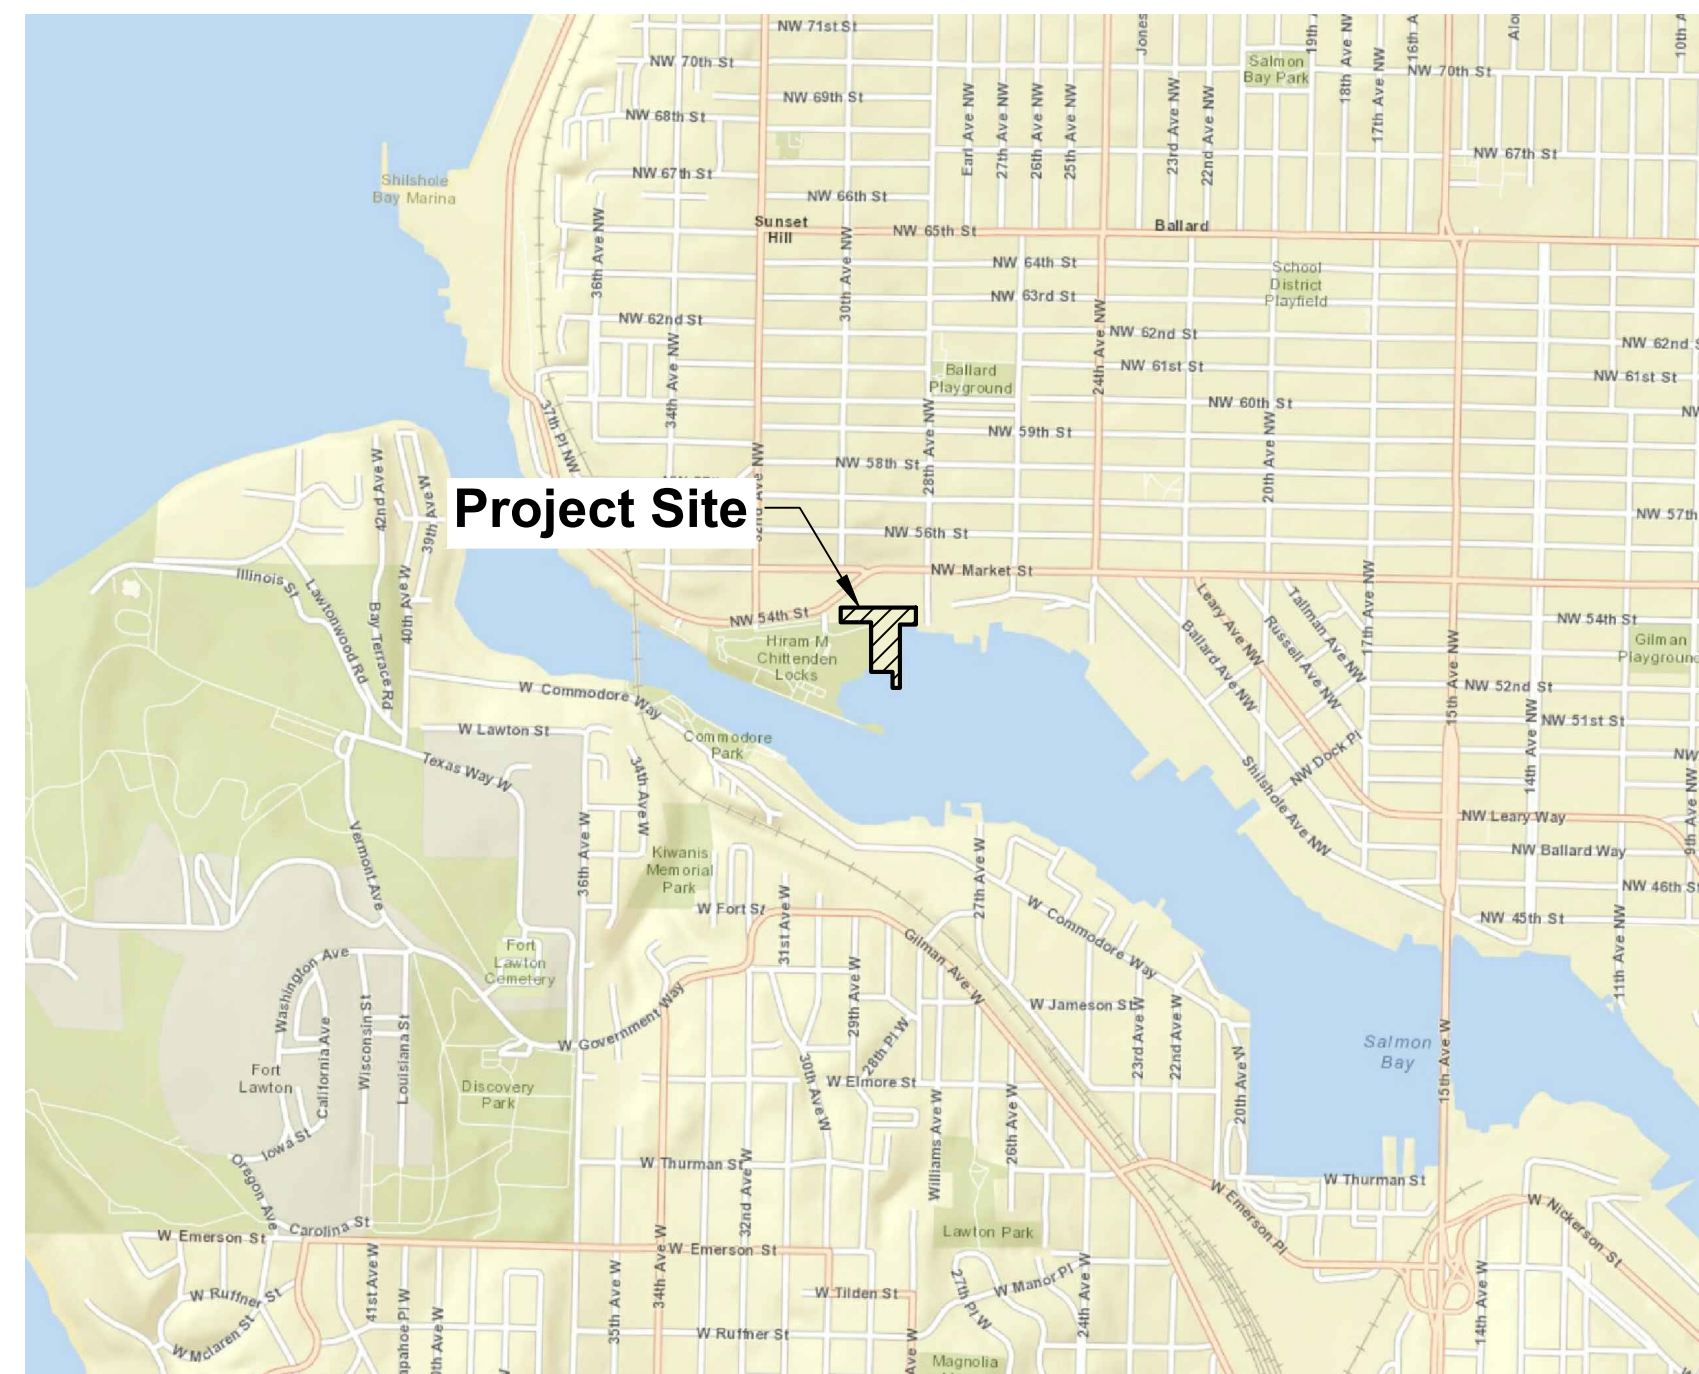 NW 71st St
NW 70th St
NW 69th St
NW 68th St
NW 67th St
NW 66th St
Jones
Salmon
Bay Park
18th Ave NW
17th Ave NW
NW 70th St
NW 67th St
Earl Ave NW
27th Ave NW
26th Ave NW
25th Ave NW
23rd Ave NW
22nd Ave NW
Shilshole
Bay Marina
Sunset
Hill
NW 65th St
Ballard
36th Ave NW
30th Ave NW
NW 64th St
NW 63rd St
School
District
Playfield
NW 62nd St
NW 62nd St
NW 62nd
24th Ave NW
34th Ave NW
NW 61st St
NW 61st St
Ballard
Playground
NW 60th St
NW 59th St
NW 58th St
37th Pl NW
28th Ave NW
20th Ave NW
32nd Ave NW
42nd Ave W
39th Ave W
Project Site
NW 56th St
NW 57th
NW Market St
Illinois St
Lawtonwood Rd
Bay Terrace Rd
40th Ave W
NW 54th St
Hiram M
Chittenden
Locks
Leary Ave NW
Ballard Ave NW
Tallman Ave NW
Russell Ave NW
17th Ave NW
NW 54th St
Gilman
Playground
15th Ave NW
NW 52nd St
NW 51st St
14th Ave NW
W Commodore Way
W Lawton St
Commodore
Park
Texas Way W
34th Ave W
NW Dock Pl
Shilshole Ave NW
NW
NW Leary Way
9th Ave NW
NW Ballard Way
NW 46th St
NW 45th St
11th Ave NW
Vermont Ave
36th Ave W
Kiwanis
Memorial
Park
W Fort St
31st Ave W
27th Ave W
W Commodore Way
Gilman Ave W
Fort
Lawton
Cemetery
Washington Ave
California Ave
Wisconsin St
Louisiana St
W Government Way
29th Ave W
28th Pl W
W Jameson St
23rd Ave W
22nd Ave W
Salmon
Bay
15th Ave W
20th Ave W
Fort
Lawton
Discovery
Park
30th Ave W
W Elmore St
Williams Ave W
26th Ave W
Iowa St
Oregon Ave
W Thurman St
32nd Ave W
W Thurman St
W Emerson Pl
W Nickerson St
Carolina St
W Emerson St
W Emerson St
Lawton Park
W Ruffner St
W Mclaren St
41st Ave W
35th Ave W
34th Ave W
W Tilden St
27th Pl W
W Manor Pl
24th Ave W
14th Ave W
W Ruffner St
Ave W
Magnolia